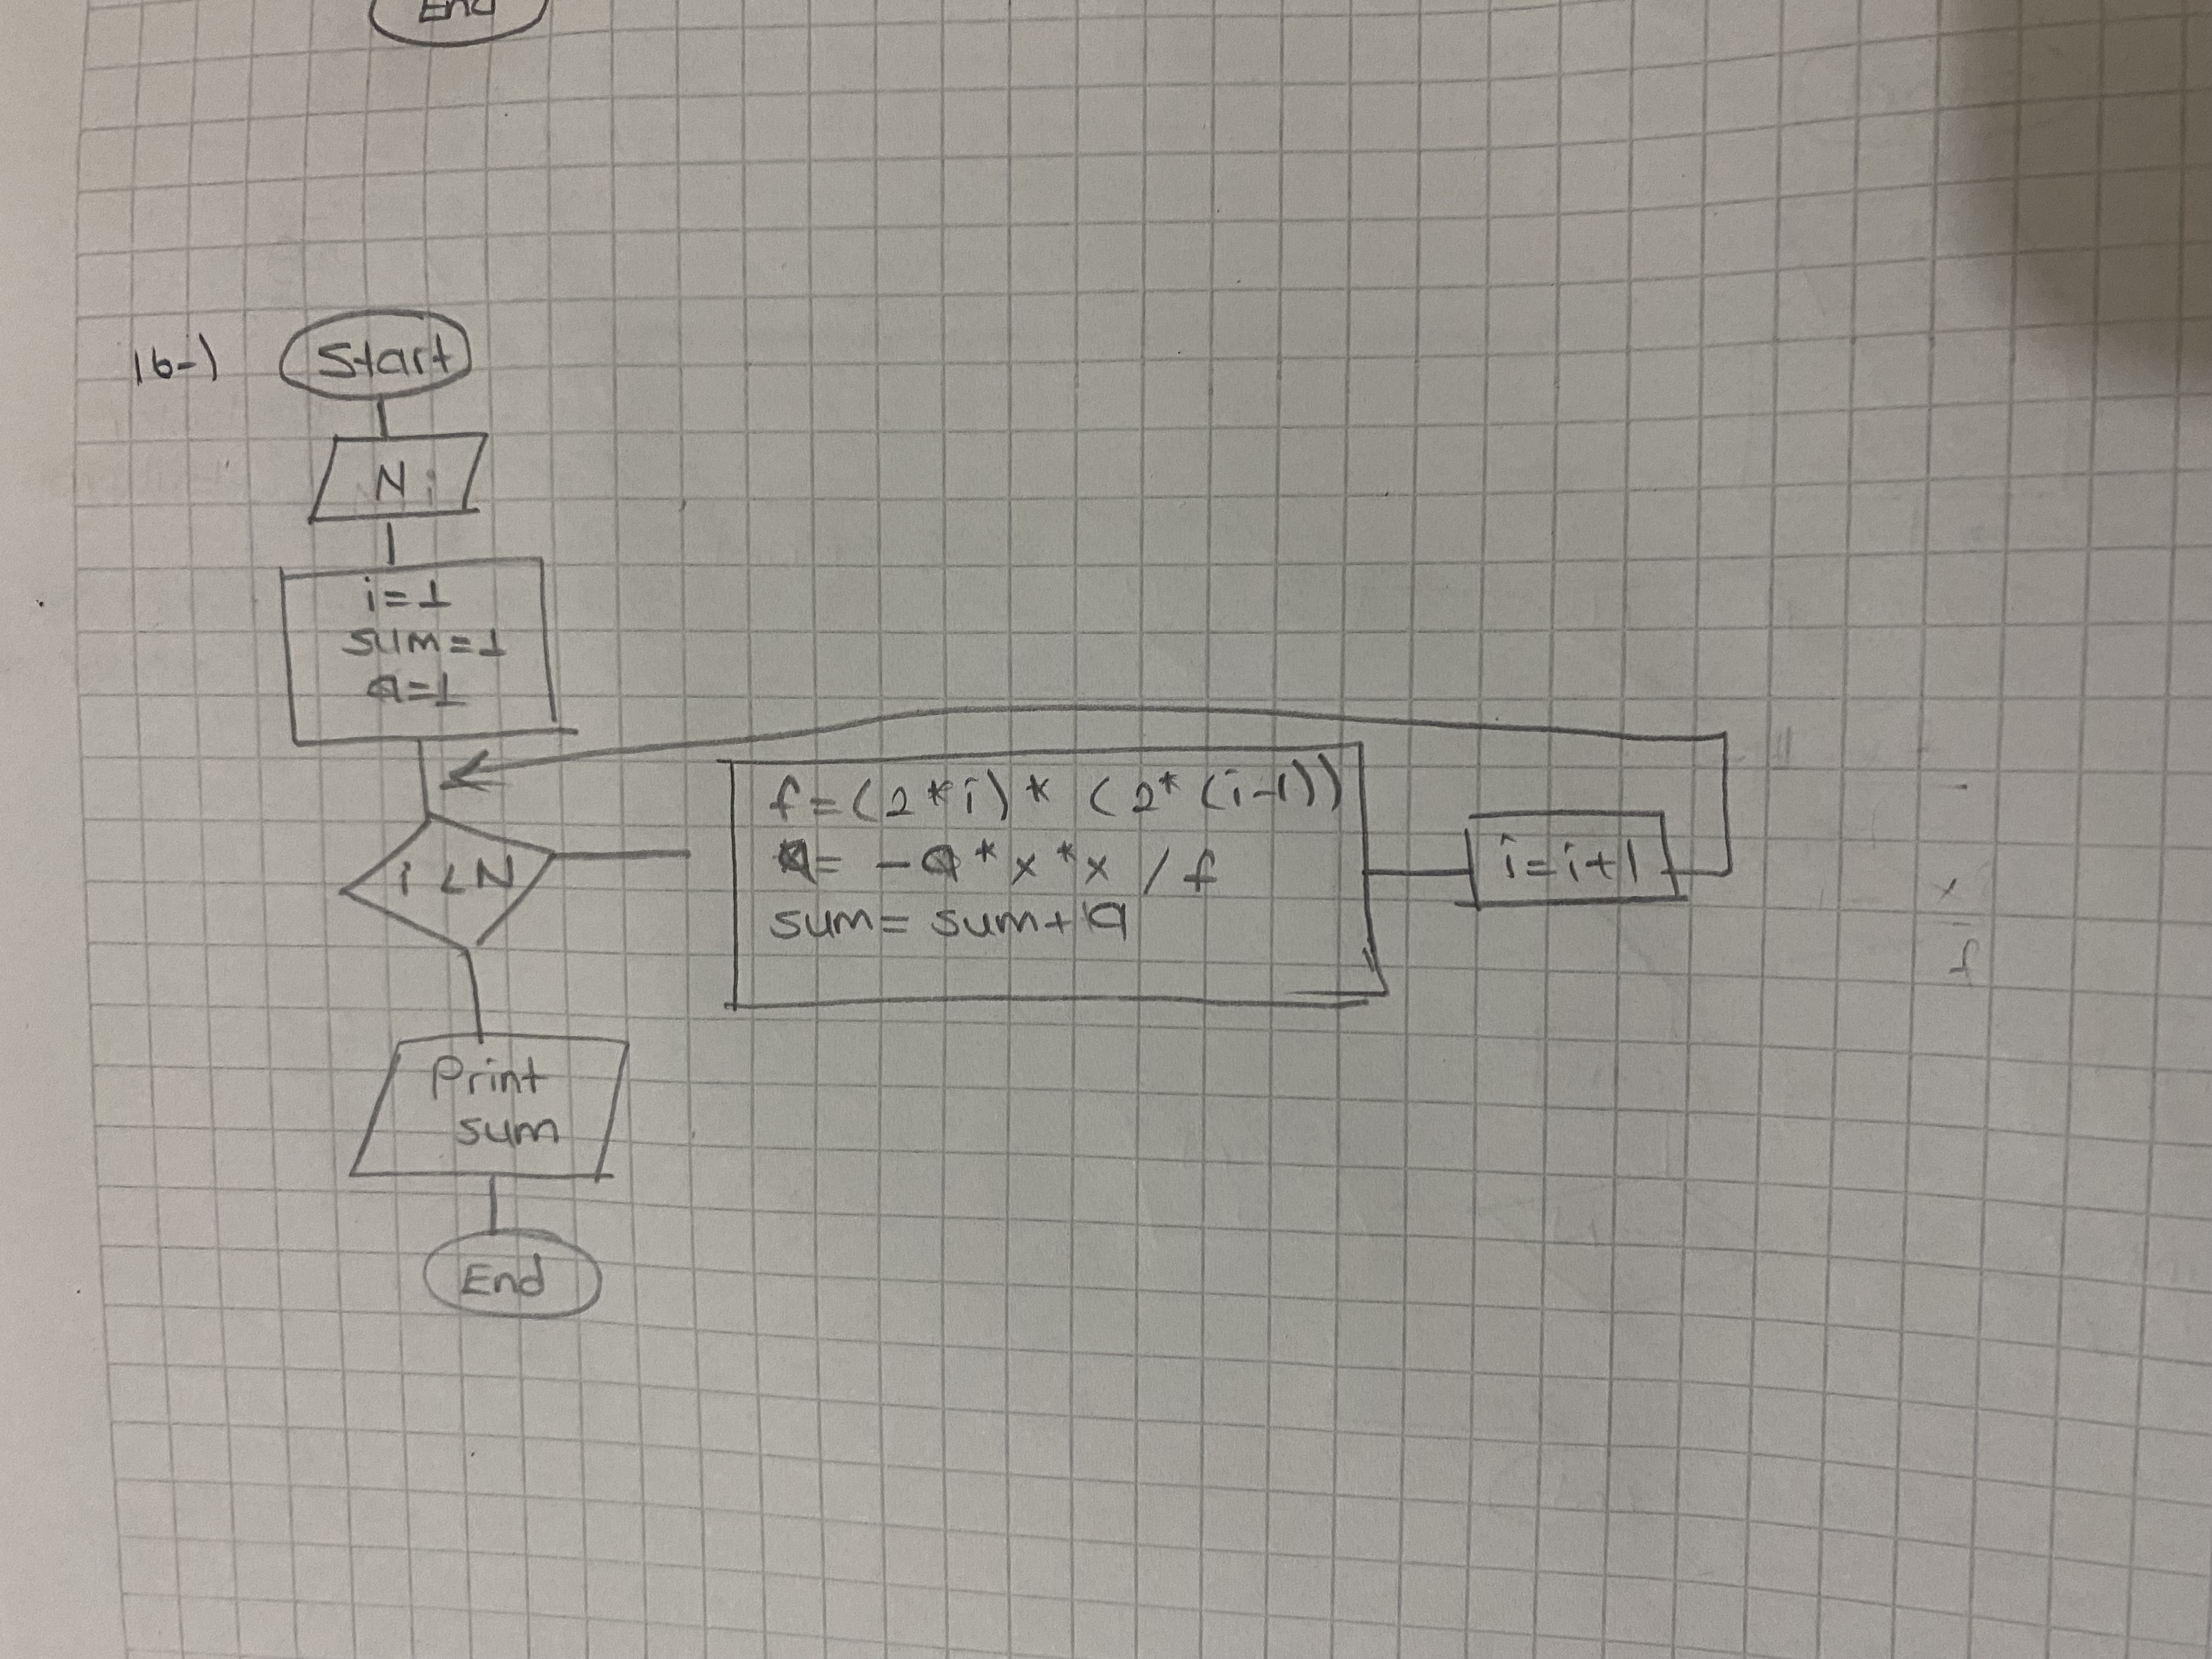 End
16-)
Start
N
i=1
sum=1
a=1
i<N
f=(2*i)*(2*(i-1))
a= -a*x*x/f
sum= sum+a
i=i+1
Print
sum
End
x
f